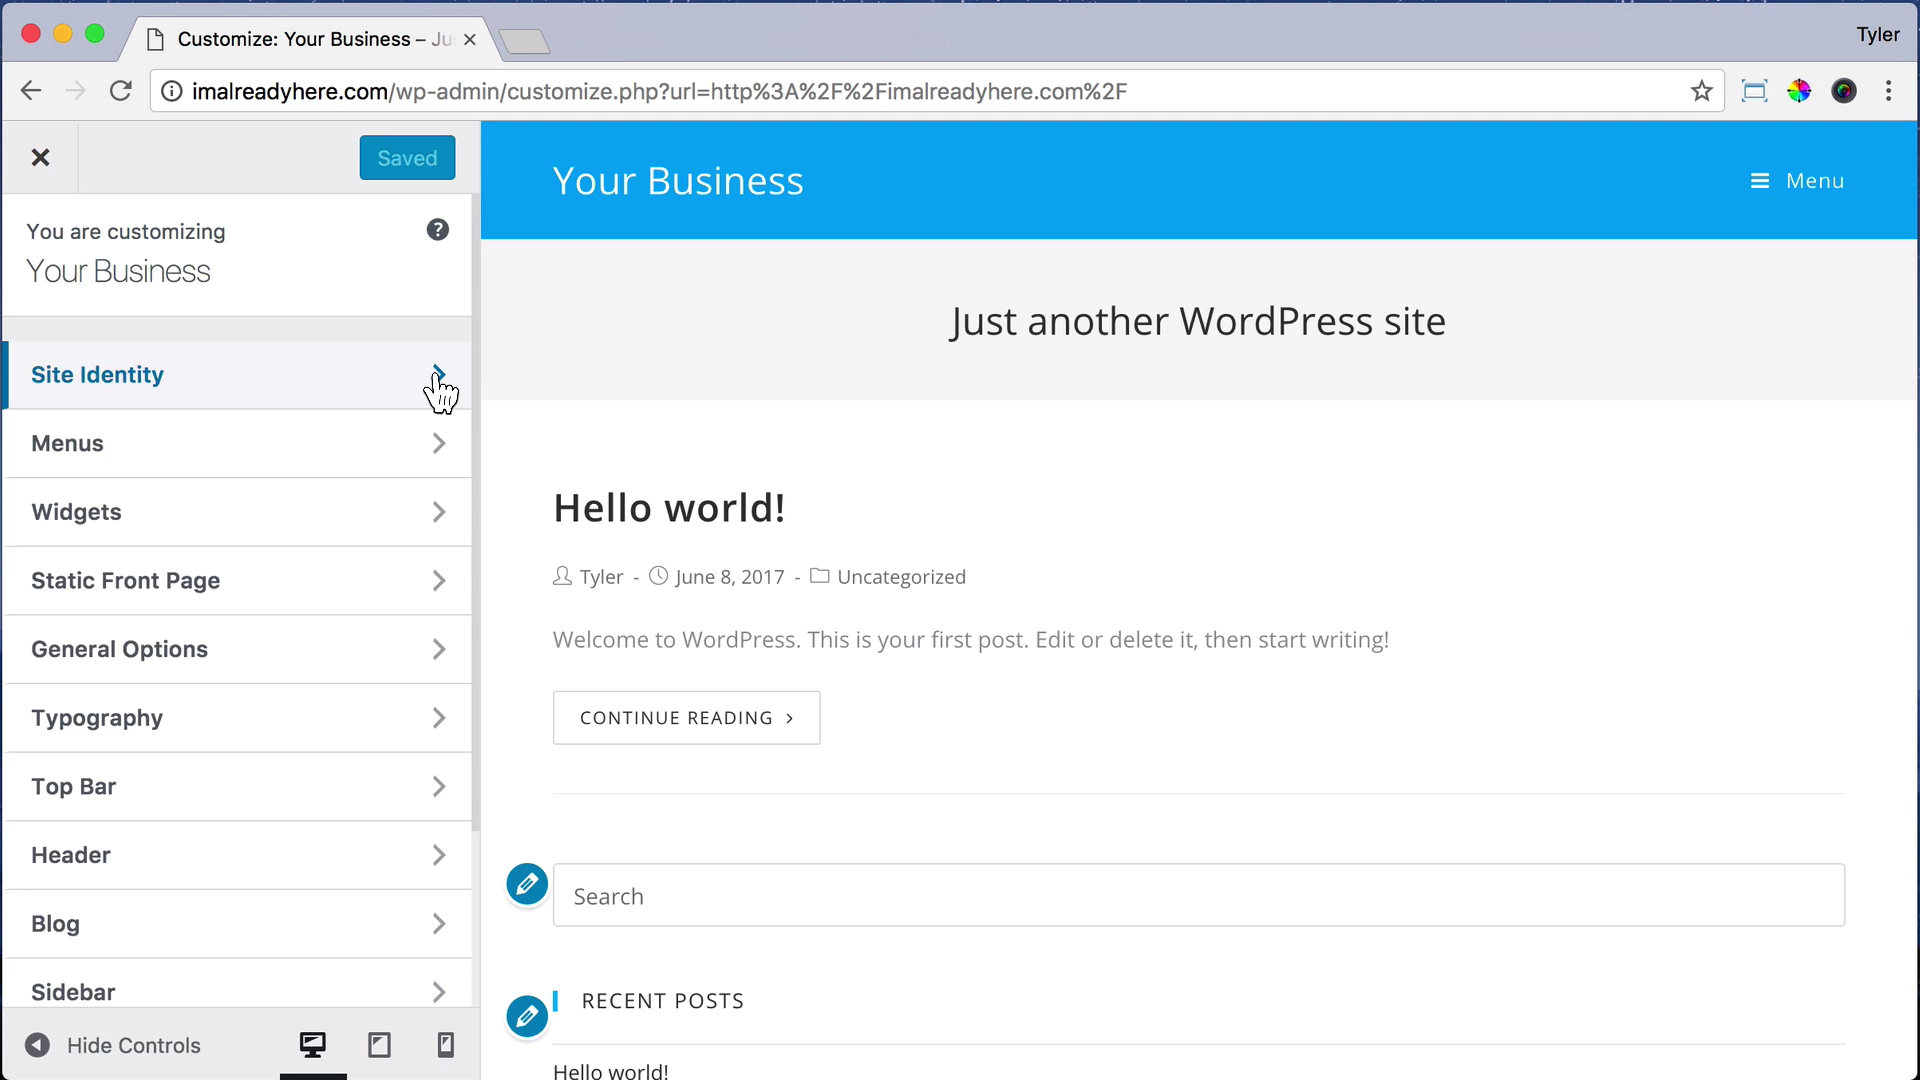 Customize: Your Business – Ju
Tyler
imalreadyhere.com/wp-admin/customize.php?url=http%3A%2F%2Fimalreadyhere.com%2F
Saved
You are customizing
Your Business
Site Identity
Menus
Widgets
Static Front Page
General Options
Typography
Top Bar
Header
Blog
Sidebar
Hide Controls
Your Business
Menu
Just another WordPress site
Hello world!
Tyler - June 8, 2017 - Uncategorized
Welcome to WordPress. This is your first post. Edit or delete it, then start writing!
CONTINUE READING >
Search
RECENT POSTS
Hello world!